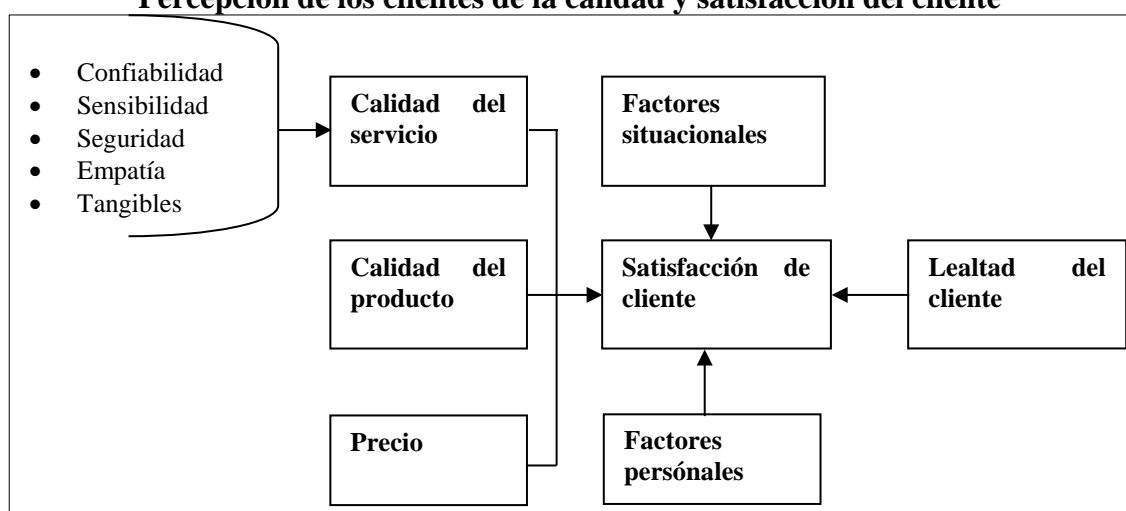 Percepción de los clientes de la calidad y satisfacción del cliente
• Confiabilidad
• Sensibilidad
• Seguridad
• Empatía
• Tangibles
Calidad del
servicio
Factores
situacionales
Calidad del
producto
Satisfacción de
cliente
Lealtad del
cliente
Precio
Factores
persónales